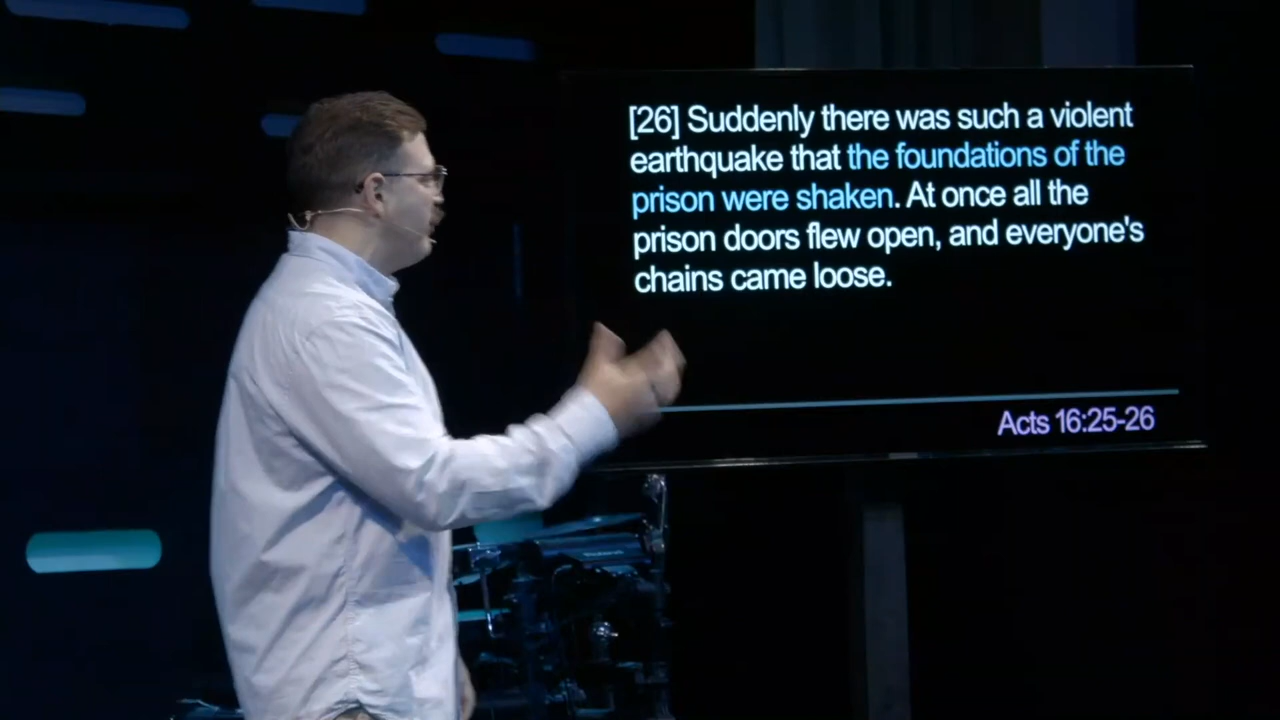 [26] Suddenly there was such a violent
earthquake that the foundations of the
prison were shaken. At once all the
prison doors flew open, and everyone's
chains came loose.
Acts 16:25-26